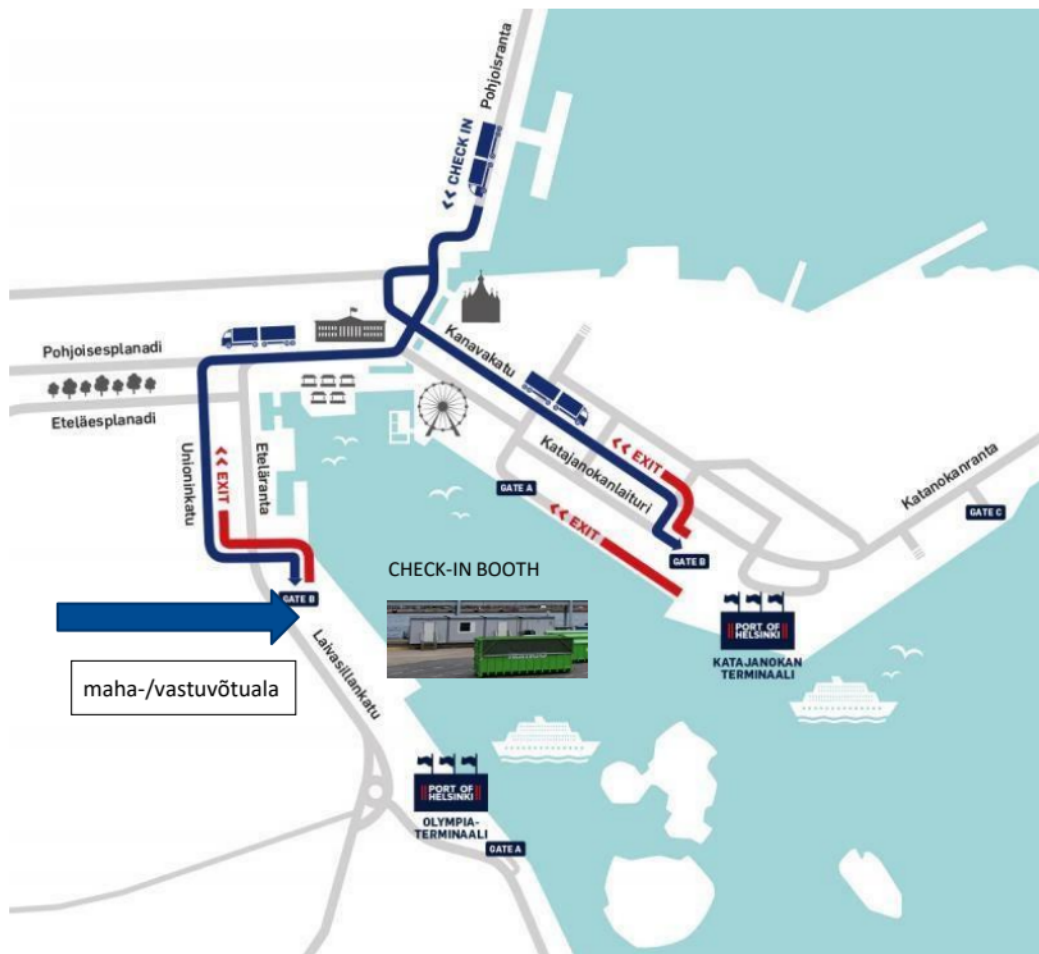 Pohjoisranta
<< CHECK IN
Pohjoisesplanadi
Eteläesplanadi
Kanavakatu
Unioninkatu
<< EXIT
Eteläranta
<< EXIT
Katajanokanlaituri
GATE A
<< EXIT
Katanokanranta
GATE C
GATE B
CHECK-IN BOOTH
GATE B
PORT OF
HELSINKI
KATAJANOKAN
TERMINAALI
maha-/vastuvõtuala
Laivasillankatu
PORT OF
HELSINKI
OLYMPIA-
TERMINAALI
GATE A